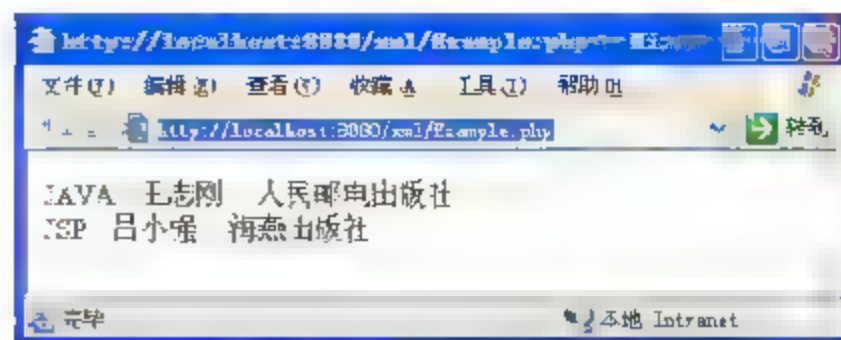 http://localhost:8080/xml/Example.php
文件(F) 编辑(E) 查看(V) 收藏(A) 工具(T) 帮助(H)
http://localhost:8080/xml/Example.php 转到
JAVA 王志刚 人民邮电出版社
JSP 吕小强 海燕出版社
完毕 本地 Intranet